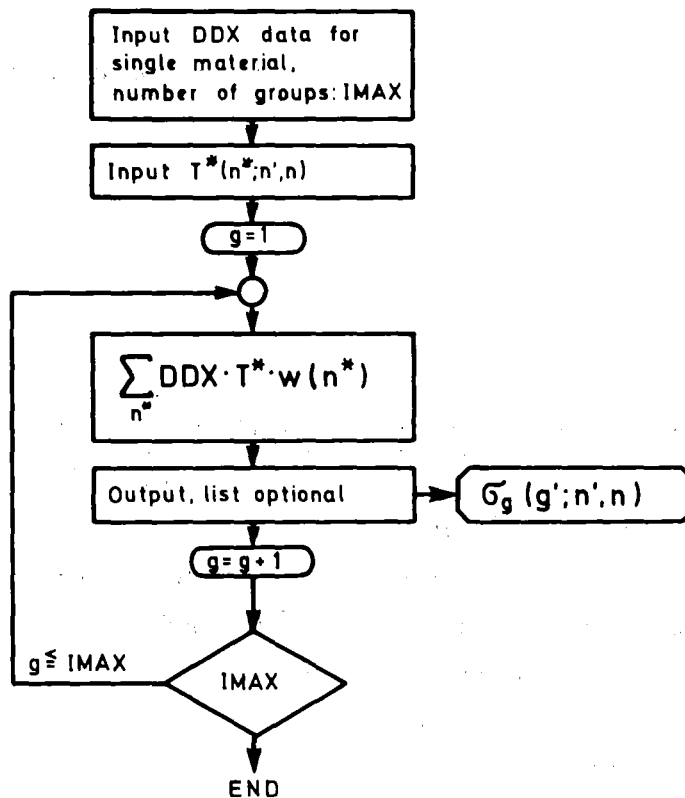 Input DDX data for
single material,
number of groups: IMAX
Input T*(n*;n',n)
g=1
∑ DDX·T*·w(n*)
n*
Output, list optional
σg (g';n',n)
g=g+1
g≦ IMAX
IMAX
END